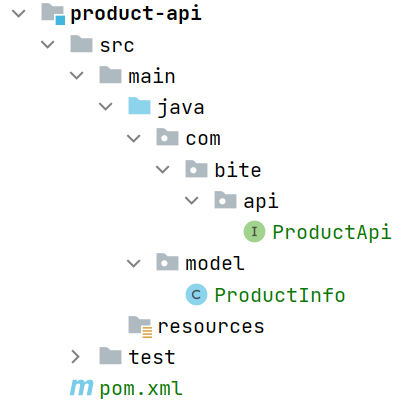 product-api
src
main
java
com
bite
api
I ProductApi
model
C ProductInfo
resources
test
m pom.xml